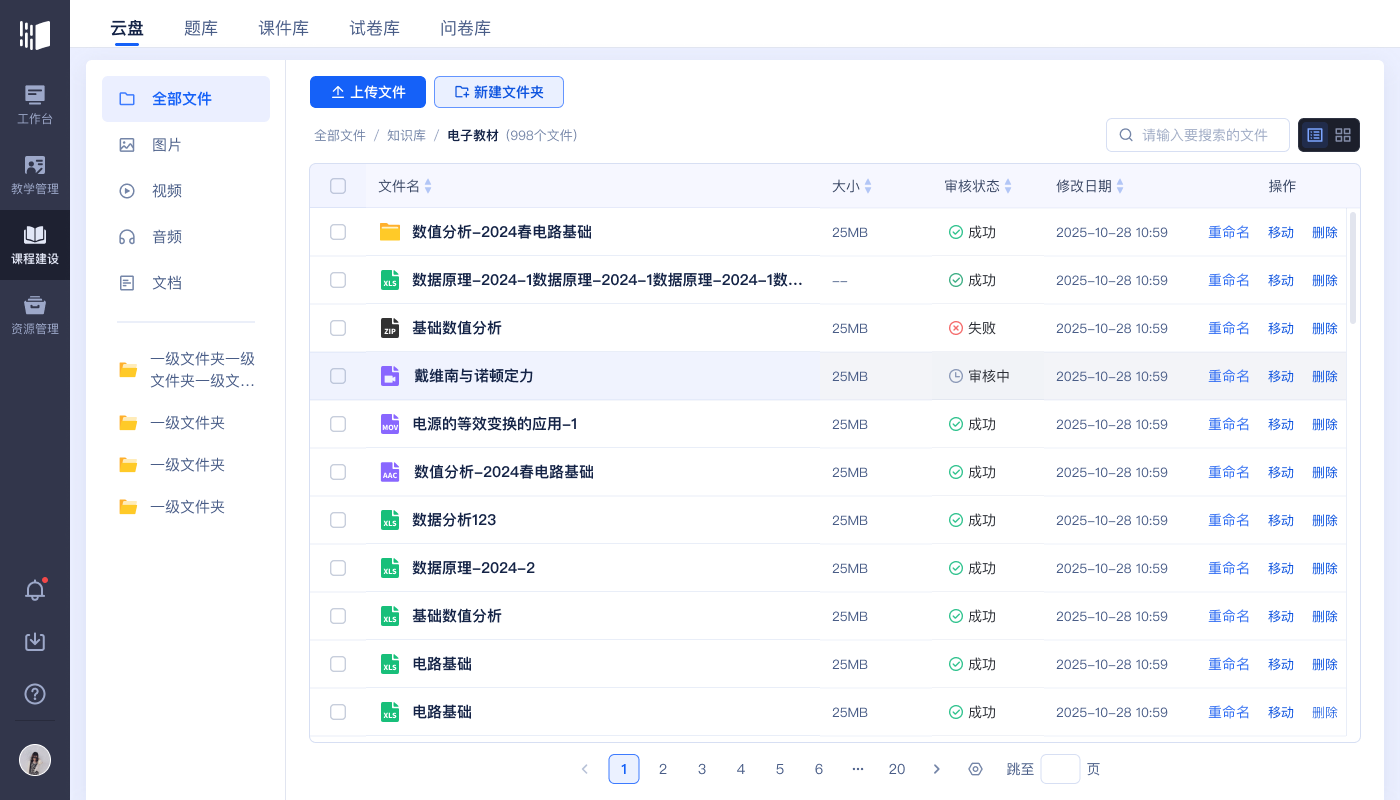 云盘 题库 课件库 试卷库 问卷库
工作台
教学管理
课程建设
资源管理
全部文件
图片
视频
音频
文档
一级文件夹一级
文件夹一级文...
一级文件夹
一级文件夹
一级文件夹
上传文件 新建文件夹
全部文件 / 知识库 / 电子教材 (998个文件)
请输入要搜索的文件
文件名 大小 审核状态 修改日期 操作
数值分析-2024春电路基础 25MB 成功 2025-10-28 10:59 重命名 移动 删除
XLS 数据原理-2024-1数据原理-2024-1数据原理-2024-1数... -- 成功 2025-10-28 10:59 重命名 移动 删除
ZIP 基础数值分析 25MB 失败 2025-10-28 10:59 重命名 移动 删除
戴维南与诺顿定力 25MB 审核中 2025-10-28 10:59 重命名 移动 删除
MOV 电源的等效变换的应用-1 25MB 成功 2025-10-28 10:59 重命名 移动 删除
AAC 数值分析-2024春电路基础 25MB 成功 2025-10-28 10:59 重命名 移动 删除
XLS 数据分析123 25MB 成功 2025-10-28 10:59 重命名 移动 删除
XLS 数据原理-2024-2 25MB 成功 2025-10-28 10:59 重命名 移动 删除
XLS 基础数值分析 25MB 成功 2025-10-28 10:59 重命名 移动 删除
XLS 电路基础 25MB 成功 2025-10-28 10:59 重命名 移动 删除
XLS 电路基础 25MB 成功 2025-10-28 10:59 重命名 移动 删除
1 2 3 4 5 6 ··· 20 跳至 页